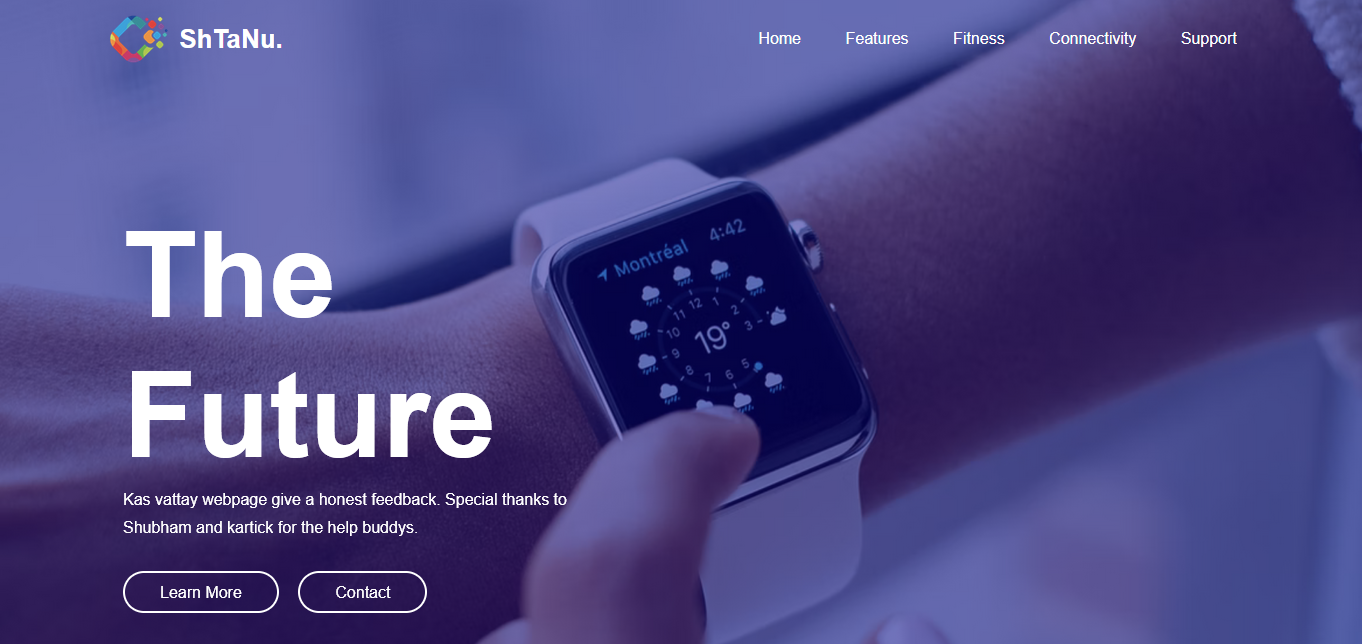 ShTaNu.
Home Features Fitness Connectivity Support
Montréal 4:42
12
1
2
3
5
6
7
8
9
10
11
19°
The
Future
Kas vattay webpage give a honest feedback. Special thanks to
Shubham and kartick for the help buddys.
Learn More Contact